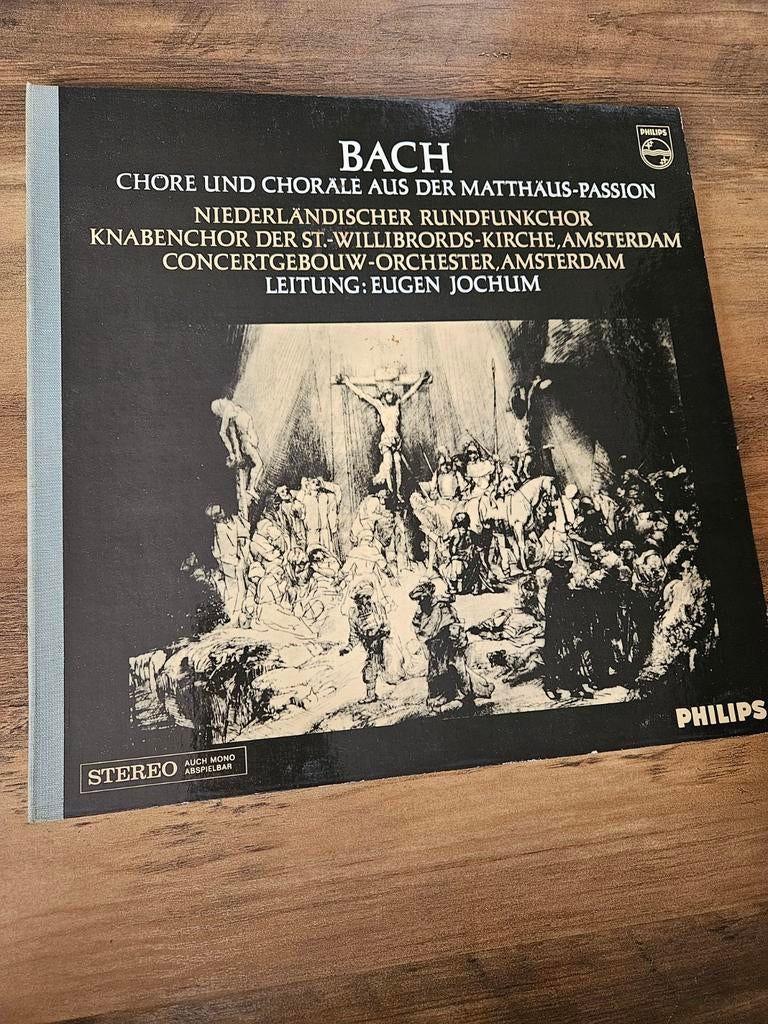 BACH
PHILIPS
CHÖRE UND CHORÄLE AUS DER MATTHÄUS-PASSION
NIEDERLÄNDISCHER RUNDFUNKCHOR
KNABENCHOR DER ST.-WILLIBRORDS-KIRCHE, AMSTERDAM
CONCERTGEBOUW-ORCHESTER, AMSTERDAM
LEITUNG: EUGEN JOCHUM
PHILIPS
STEREO AUCH MONO
ABSPIELBAR